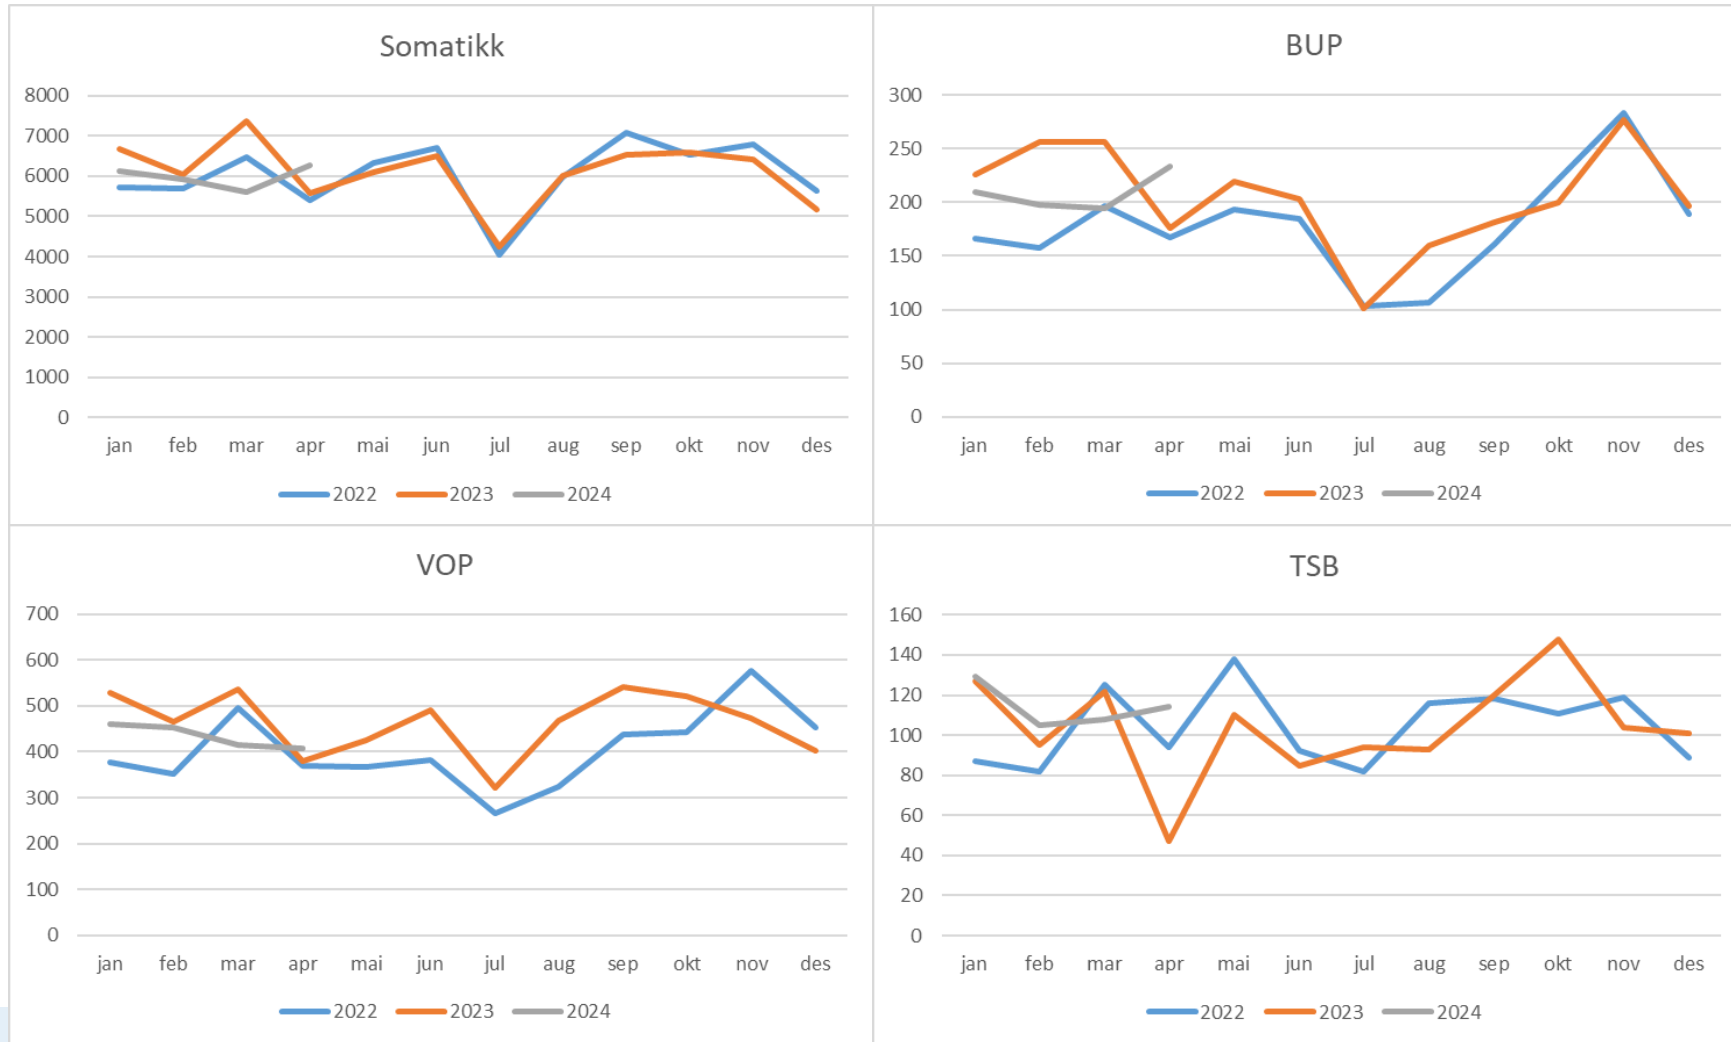 Somatikk
8000
7000
6000
5000
4000
3000
2000
1000
0
jan feb mar apr mai jun jul aug sep okt nov des
2022 2023 2024
BUP
300
250
200
150
100
50
0
jan feb mar apr mai jun jul aug sep okt nov des
2022 2023 2024
VOP
700
600
500
400
300
200
100
0
jan feb mar apr mai jun jul aug sep okt nov des
2022 2023 2024
TSB
160
140
120
100
80
60
40
20
0
jan feb mar apr mai jun jul aug sep okt nov des
2022 2023 2024